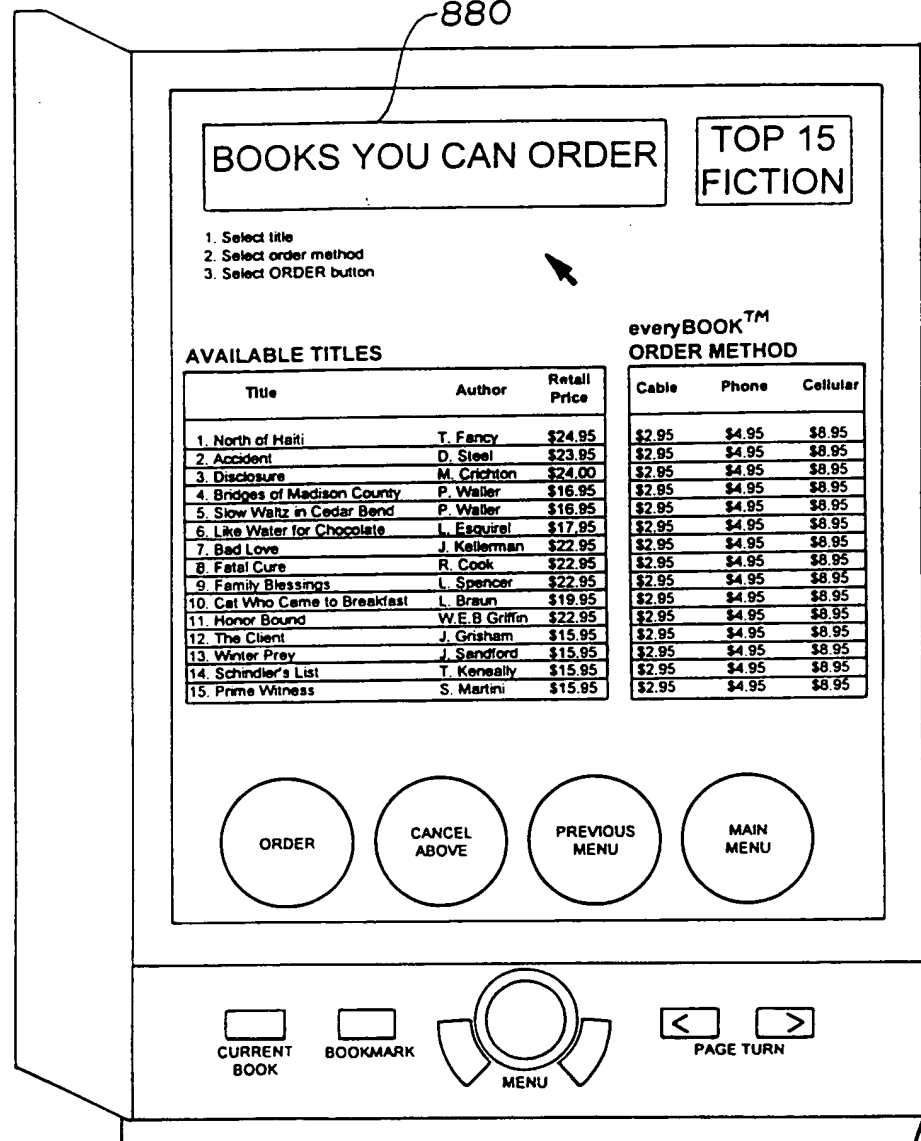 880
BOOKS YOU CAN ORDER
TOP 15
FICTION
1. Select title
2. Select order method
3. Select ORDER button
everyBOOK™
AVAILABLE TITLES
ORDER METHOD
Title Author Retail Price
Cable Phone Cellular
1. North of Haiti T. Fancy $24.95 $2.95 $4.95 $8.95
2. Accident D. Steel $23.95 $2.95 $4.95 $8.95
3. Disclosure M. Crichton $24.00 $2.95 $4.95 $8.95
4. Bridges of Madison County P. Waller $16.95 $2.95 $4.95 $8.95
5. Slow Waltz in Cedar Bend P. Waller $16.95 $2.95 $4.95 $8.95
6. Like Water for Chocolate L. Esquirel $17.95 $2.95 $4.95 $8.95
7. Bad Love J. Kellerman $22.95 $2.95 $4.95 $8.95
8. Fatal Cure R. Cook $22.95 $2.95 $4.95 $8.95
9. Family Blessings L. Spencer $22.95 $2.95 $4.95 $8.95
10. Cat Who Came to Breakfast L. Braun $19.95 $2.95 $4.95 $8.95
11. Honor Bound W.E.B Griffin $22.95 $2.95 $4.95 $8.95
12. The Client J. Grisham $15.95 $2.95 $4.95 $8.95
13. Winter Prey J. Sandford $15.95 $2.95 $4.95 $8.95
14. Schindler's List T. Keneally $15.95 $2.95 $4.95 $8.95
15. Prime Witness S. Martini $15.95 $2.95 $4.95 $8.95
ORDER
CANCEL
ABOVE
PREVIOUS
MENU
MAIN
MENU
< >
CURRENT
BOOK
BOOKMARK
MENU
PAGE TURN